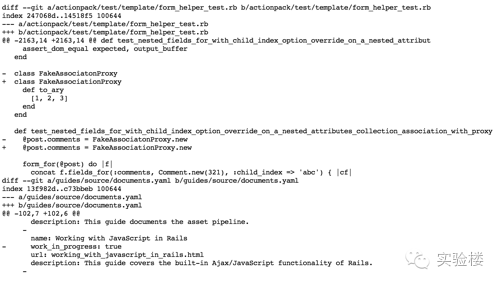 diff --git a/actionpack/test/template/form_helper_test.rb b/actionpack/test/template/form_helper_test.rb
index 247068d..14518f5 100644
--- a/actionpack/test/template/form_helper_test.rb
+++ b/actionpack/test/template/form_helper_test.rb
@@ -2163,14 +2163,14 @@ def test_nested_fields_for_with_child_index_option_override_on_a_nested_attribut
      assert_dom_equal expected, output_buffer
    end

-  class FakeAssociatonProxy
+  class FakeAssociationProxy
      def to_ary
        [1, 2, 3]
      end
    end

    def test_nested_fields_for_with_child_index_option_override_on_a_nested_attributes_collection_association_with_proxy
-    @post.comments = FakeAssociatonProxy.new
+    @post.comments = FakeAssociationProxy.new

      form_for(@post) do |f|
        concat f.fields_for(:comments, Comment.new(321), :child_index => 'abc') { |cf|
diff --git a/guides/source/documents.yaml b/guides/source/documents.yaml
index 13f982d..c73bbeb 100644
--- a/guides/source/documents.yaml
+++ b/guides/source/documents.yaml
@@ -102,7 +102,6 @@
        description: This guide documents the asset pipeline.
      -
        name: Working with JavaScript in Rails
-      work_in_progress: true
        url: working_with_javascript_in_rails.html
        description: This guide covers the built-in Ajax/JavaScript functionality of Rails.
      -
实验楼